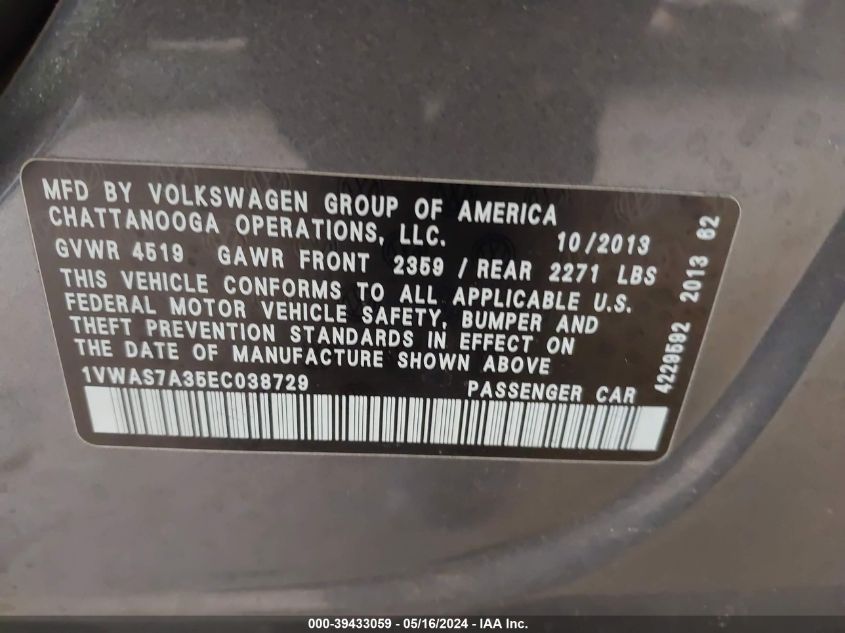 MFD BY VOLKSWAGEN GROUP OF AMERICA
CHATTANOOGA OPERATIONS, LLC. 10/2013
GVWR 4519 GAWR FRONT 2359 / REAR 2271 LBS
THIS VEHICLE CONFORMS TO ALL APPLICABLE U.S.
FEDERAL MOTOR VEHICLE SAFETY, BUMPER AND
THEFT PREVENTION STANDARDS IN EFFECT ON
THE DATE OF MANUFACTURE SHOWN ABOVE
1VWAS7A35EC038729 PASSENGER CAR
4229592 2013 82
000-39433059 - 05/16/2024 - IAA Inc.